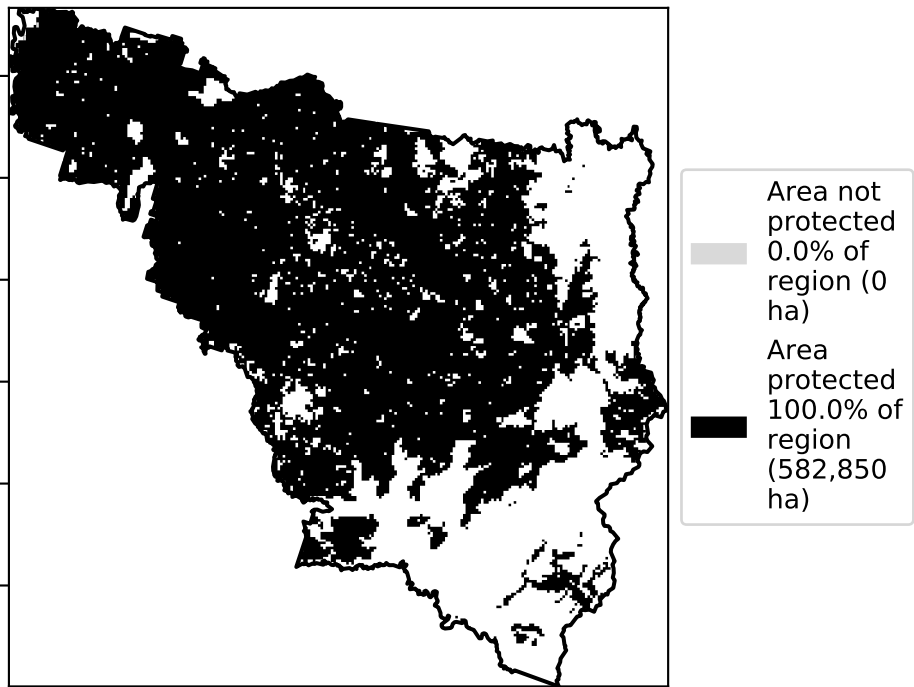 Area not
protected
0.0% of
region (0
ha)
Area
protected
100.0% of
region
(582,850
ha)